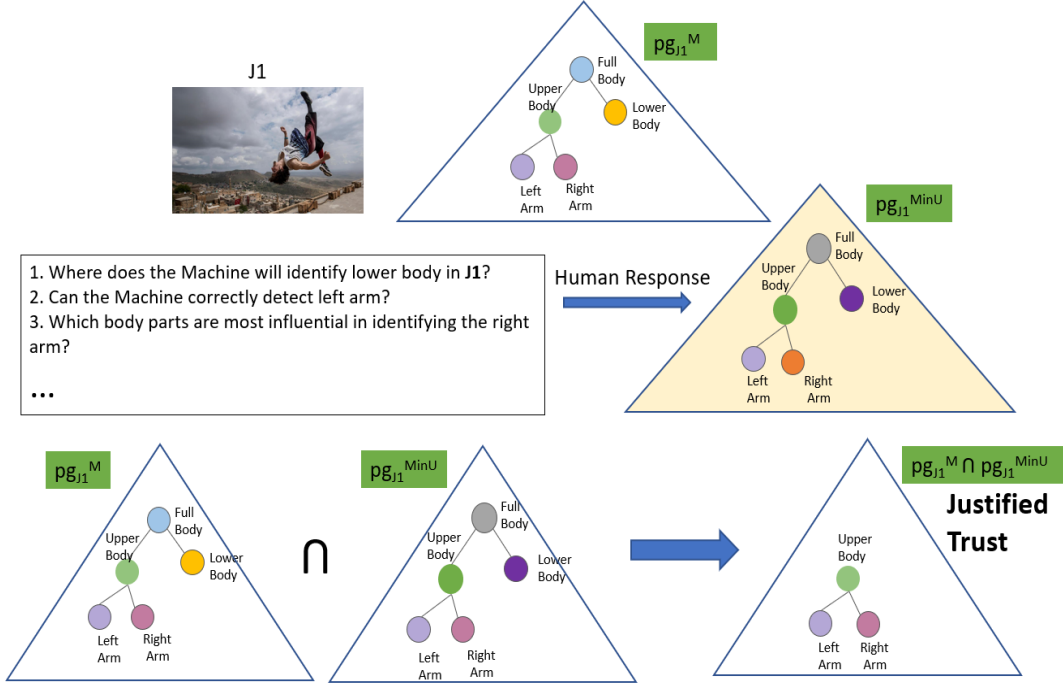 J1
pgJ1M
Full
Body
Upper
Body
Lower
Body
Left
Arm
Right
Arm
1. Where does the Machine will identify lower body in J1?
2. Can the Machine correctly detect left arm?
3. Which body parts are most influential in identifying the right
arm?
...
Human Response
pgJ1MinU
Full
Body
Upper
Body
Lower
Body
Left
Arm
Right
Arm
pgJ1M
Full
Body
Upper
Body
Lower
Body
Left
Arm
Right
Arm
∩
pgJ1MinU
Full
Body
Upper
Body
Lower
Body
Left
Arm
Right
Arm
pgJ1M ∩ pgJ1MinU
Justified
Trust
Upper
Body
Left
Arm
Right
Arm